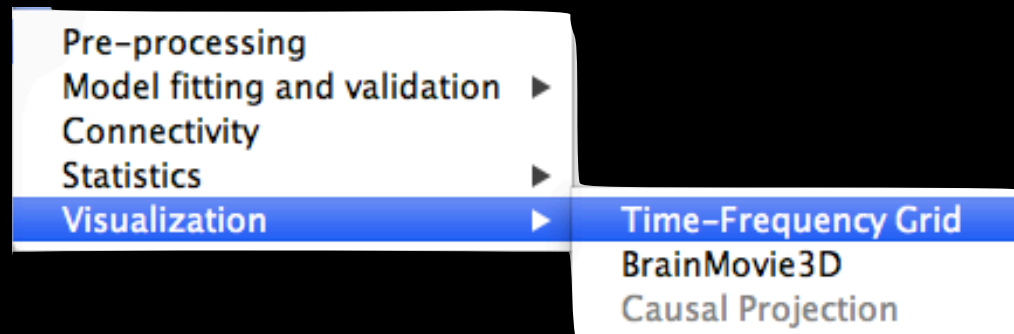 Pre-processing
Model fitting and validation
Connectivity
Statistics
Visualization
Time-Frequency Grid
BrainMovie3D
Causal Projection